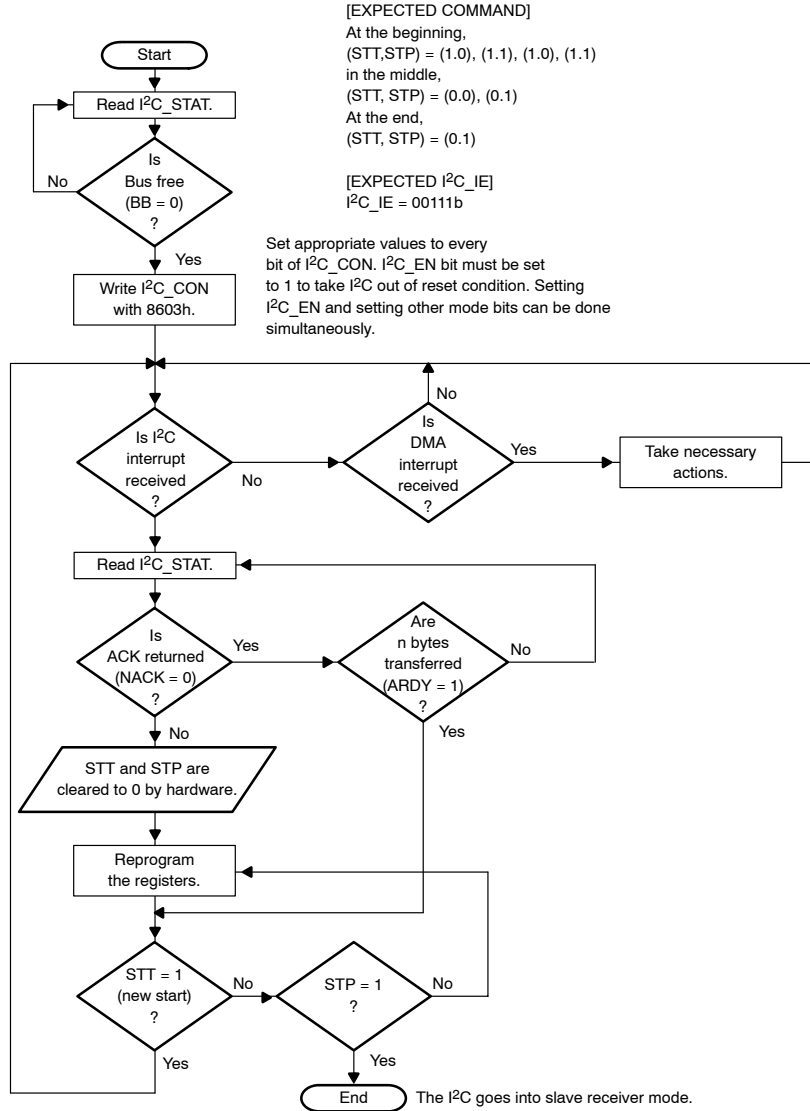 [EXPECTED COMMAND]
At the beginning,
(STT,STP) = (1.0), (1.1), (1.0), (1.1)
in the middle,
(STT, STP) = (0.0), (0.1)
At the end,
(STT, STP) = (0.1)
[EXPECTED I²C_IE]
I²C_IE = 00111b
Start
Read I²C_STAT.
Is
Bus free
(BB = 0)
?
No
Yes
Set appropriate values to every
bit of I²C_CON. I²C_EN bit must be set
to 1 to take I²C out of reset condition. Setting
I²C_EN and setting other mode bits can be done
simultaneously.
Write I²C_CON
with 8603h.
Is I²C
interrupt
received
?
No
Is
DMA
interrupt
received
?
No
Yes
Take necessary
actions.
Read I²C_STAT.
Is
ACK returned
(NACK = 0)
?
Yes
No
Are
n bytes
transferred
(ARDY = 1)
?
No
Yes
STT and STP are
cleared to 0 by hardware.
Reprogram
the registers.
STT = 1
(new start)
?
No
Yes
STP = 1
?
No
Yes
End
The I²C goes into slave receiver mode.